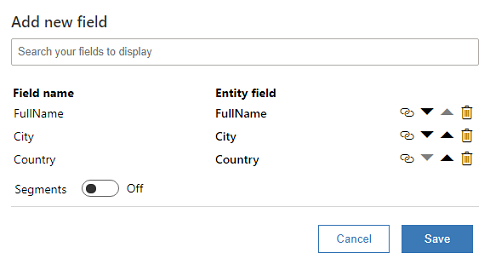 Add new field
Search your fields to display
Field name Entity field
FullName FullName
City City
Country Country
Segments Off
Cancel Save